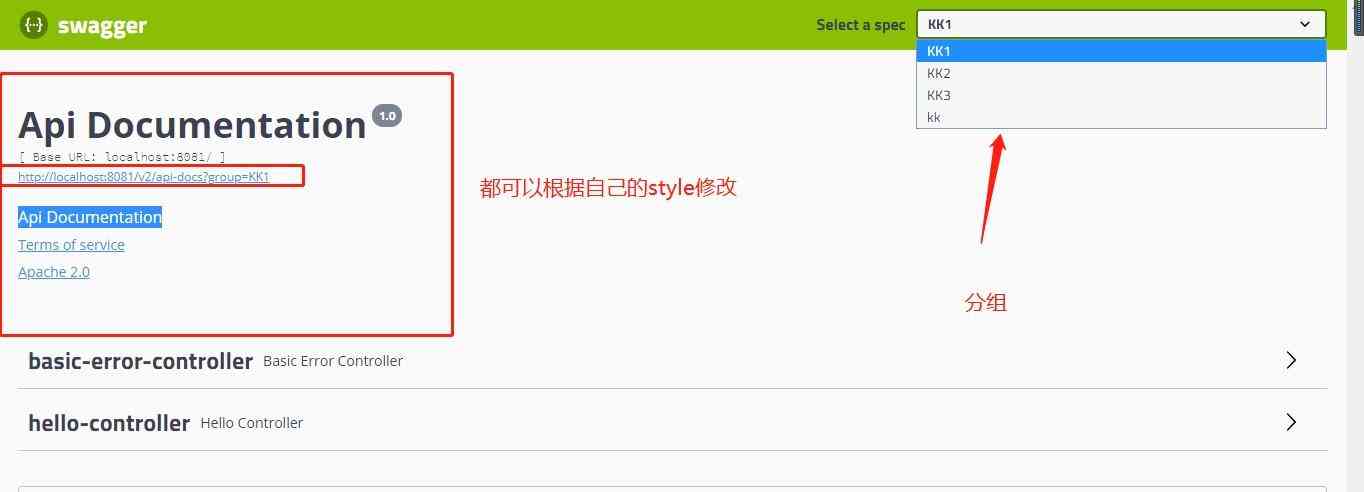 swagger
Select a spec
KK1
KK1
KK2
KK3
kk
Api Documentation 1.0
[ Base URL: localhost:8081/ ]
http://localhost:8081/v2/api-docs?group=KK1
都可以根据自己的style修改
Api Documentation
Terms of service
Apache 2.0
分组
basic-error-controller Basic Error Controller
hello-controller Hello Controller